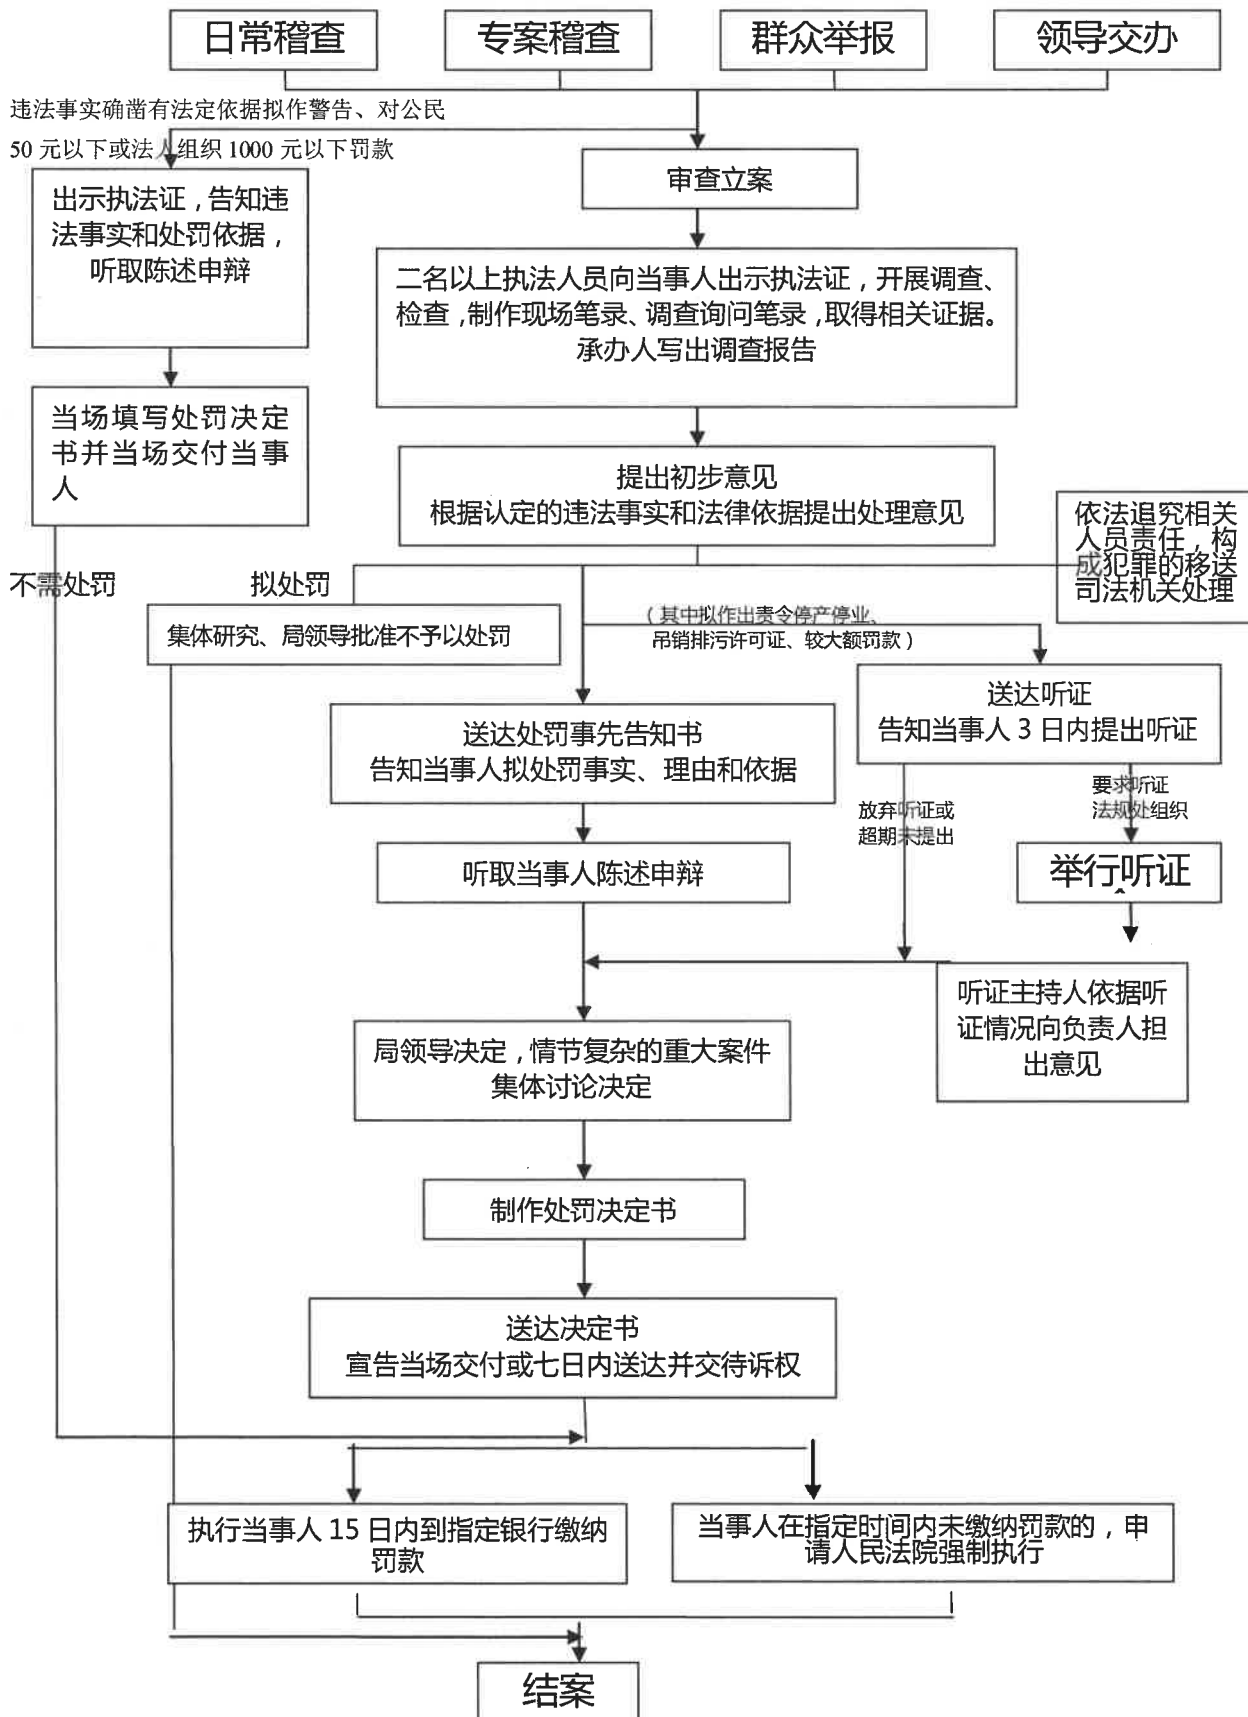 日常稽查
专案稽查
群众举报
领导交办
违法事实确凿有法定依据拟作警告、对公民
50 元以下或法人组织 1000 元以下罚款
审查立案
出示执法证，告知违
法事实和处罚依据，
听取陈述申辩
二名以上执法人员向当事人出示执法证，开展调查、
检查，制作现场笔录、调查询问笔录，取得相关证据。
承办人写出调查报告
当场填写处罚决定
书并当场交付当事
人
提出初步意见
根据认定的违法事实和法律依据提出处理意见
依法追究相关
人员责任，构
成犯罪的移送
司法机关处理
不需处罚
拟处罚
集体研究、局领导批准不予以处罚
（其中拟作出责令停产停业、
吊销排污许可证、较大额罚款）
送达听证
告知当事人 3 日内提出听证
送达处罚事先告知书
告知当事人拟处罚事实、理由和依据
放弃听证或
超期未提出
要求听证
法规处组织
听取当事人陈述申辩
举行听证
听证主持人依据听
证情况向负责人担
出意见
局领导决定，情节复杂的重大案件
集体讨论决定
制作处罚决定书
送达决定书
宣告当场交付或七日内送达并交待诉权
执行当事人 15 日内到指定银行缴纳
罚款
当事人在指定时间内未缴纳罚款的，申
请人民法院强制执行
结案